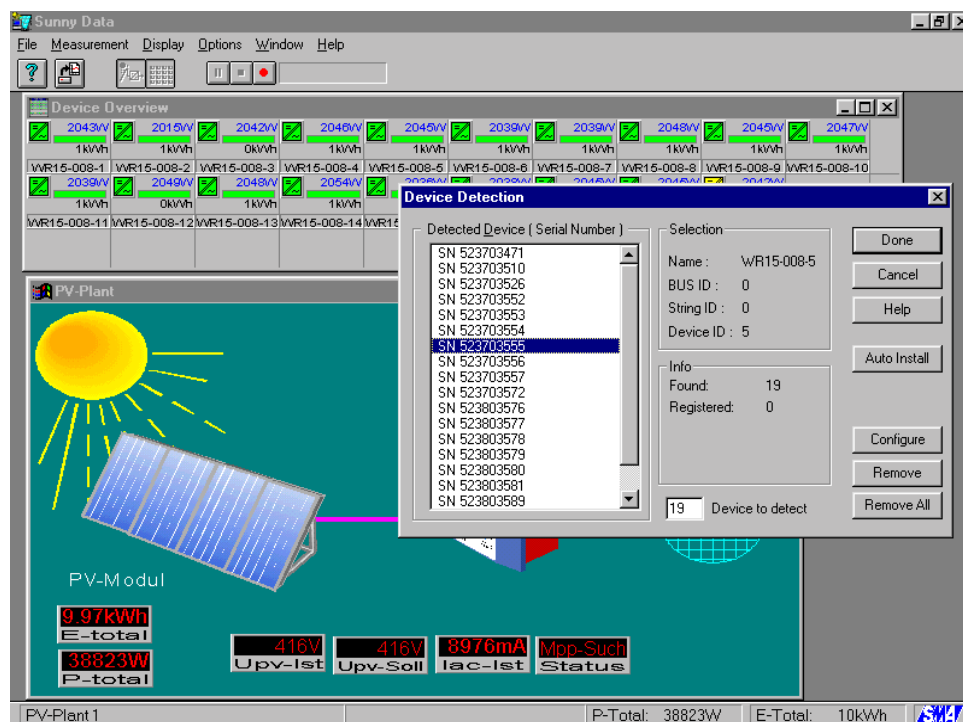 Sunny Data
File Measurement Display Options Window Help
Device Overview
2043W 2015W 2042W 2046W 2045W 2039W 2039W 2048W 2045W 2047W
1kWh 1kWh 0kWh 1kWh 1kWh 1kWh 1kWh 1kWh 1kWh 1kWh
WR15-008-1 WR15-008-2 WR15-008-3 WR15-008-4 WR15-008-5 WR15-008-6 WR15-008-7 WR15-008-8 WR15-008-9 WR15-008-10
2039W 2049W 2048W 2054W
1kWh 0kWh 1kWh 1kWh
WR15-008-11 WR15-008-12 WR15-008-13 WR15-008-14 WR15
Device Detection
Detected Device ( Serial Number )
SN 523703471
SN 523703510
SN 523703526
SN 523703552
SN 523703553
SN 523703554
SN 523703555
SN 523703556
SN 523703557
SN 523703572
SN 523803576
SN 523803577
SN 523803578
SN 523803579
SN 523803580
SN 523803581
SN 523803589
Selection
Name : WR15-008-5
BUS ID : 0
String ID : 0
Device ID : 5
Info
Found: 19
Registered: 0
19 Device to detect
Done
Cancel
Help
Auto Install
Configure
Remove
Remove All
PV-Plant
PV-Modul
9.97kWh
E-total
38823W
P-total
416V
Upv-Ist
416V
Upv-Soll
8976mA
Iac-Ist
Mpp-Such
Status
PV-Plant 1 P-Total: 38823W E-Total: 10kWh SMA